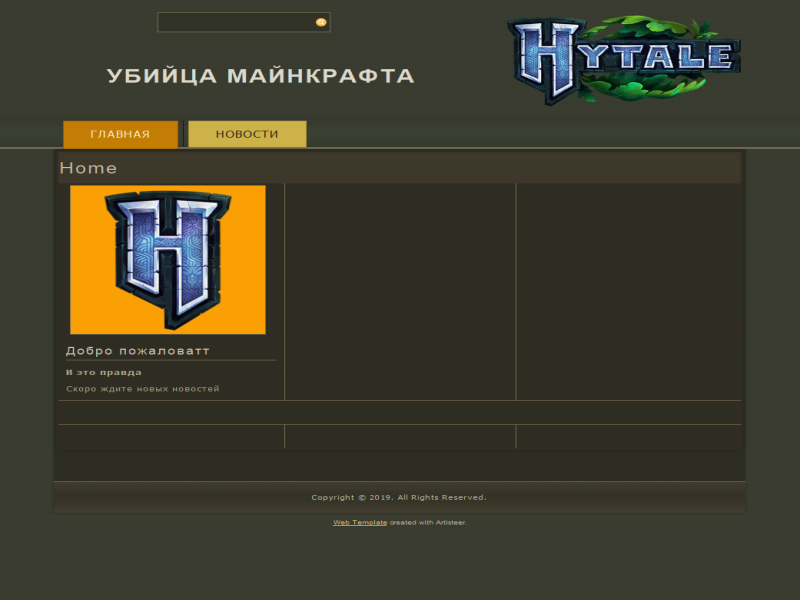 HYTALE
УБИЙЦА МАЙНКРАФТА
ГЛАВНАЯ
НОВОСТИ
Home
H
Добро пожаловатт
И это правда
Скоро ждите новых новостей
Copyright © 2019. All Rights Reserved.
Web Template created with Artisteer.